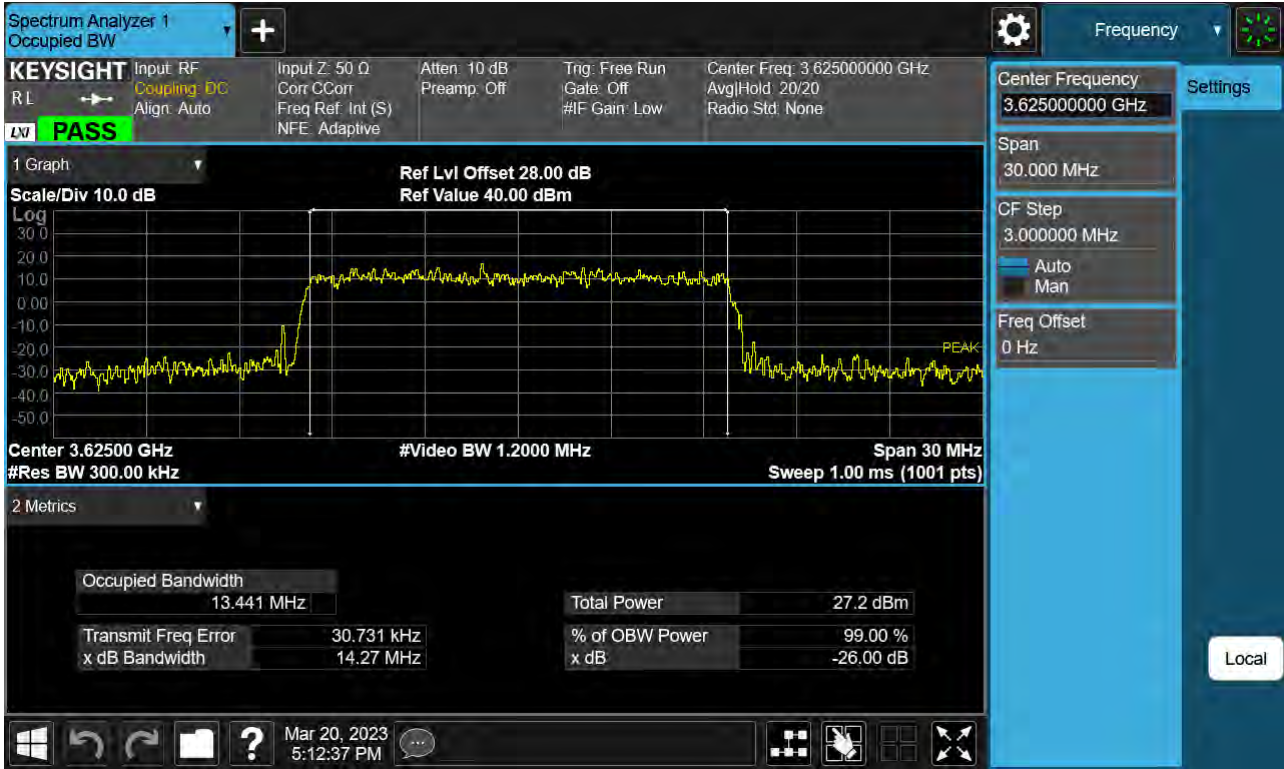 Spectrum Analyzer 1
Occupied BW
+
Frequency
KEYSIGHT
R L
LXI
PASS
Input: RF
Coupling: DC
Align: Auto
Input Z: 50 Ω
Corr CCorr
Freq Ref: Int (S)
NFE: Adaptive
Atten: 10 dB
Preamp: Off
Trig: Free Run
Gate: Off
#IF Gain: Low
Center Freq: 3.625000000 GHz
Avg|Hold: 20/20
Radio Std: None
Center Frequency
3.625000000 GHz
Settings
Span
30.000 MHz
CF Step
3.000000 MHz
Auto
Man
Freq Offset
0 Hz
1 Graph
Scale/Div 10.0 dB
Ref Lvl Offset 28.00 dB
Ref Value 40.00 dBm
Log
30.0
20.0
10.0
0.00
-10.0
-20.0
-30.0
-40.0
-50.0
PEAK
Center 3.62500 GHz
#Video BW 1.2000 MHz
Span 30 MHz
#Res BW 300.00 kHz
Sweep 1.00 ms (1001 pts)
2 Metrics
Occupied Bandwidth
13.441 MHz
Total Power 27.2 dBm
Transmit Freq Error 30.731 kHz
% of OBW Power 99.00 %
x dB Bandwidth 14.27 MHz
x dB -26.00 dB
Local
?
Mar 20, 2023
5:12:37 PM